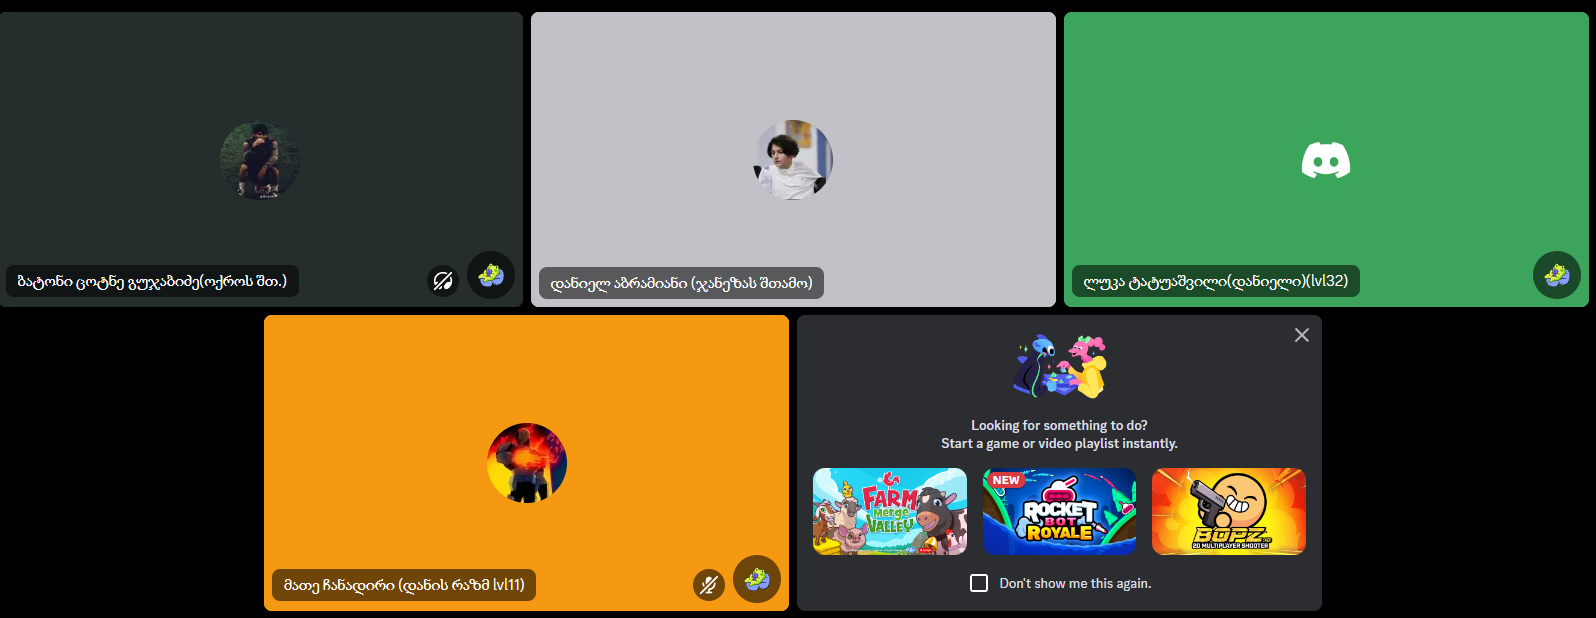 ბატონი ცოტნე გუჯაბიძე(ოქროს შთ.)
დანიელ აბრამიანი (ჯანეზას შთამო)
ლუკა ტატუაშვილი(დანიელი)(lvl32)
მათე ჩანადირი (დანის რაზმ lvl11)
Looking for something to do?
Start a game or video playlist instantly.
FARM
Merge
VALLEY
NEW
ROCKET
BOT
ROYALE
BOPZ
2D MULTIPLAYER SHOOTER
Don't show me this again.